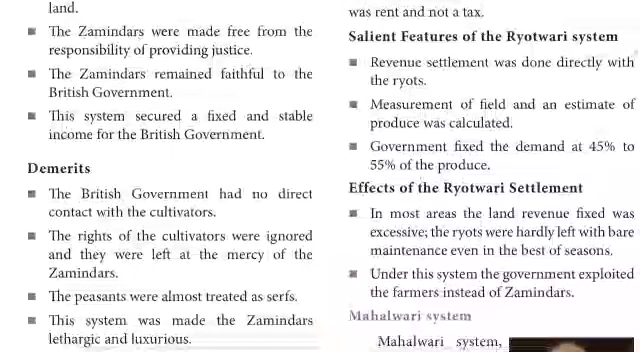 land.
■ The Zamindars were made free from the
responsibility of providing justice.
■ The Zamindars remained faithful to the
British Government.
■ This system secured a fixed and stable
income for the British Government.
Demerits
■ The British Government had no direct
contact with the cultivators.
■ The rights of the cultivators were ignored
and they were left at the mercy of the
Zamindars.
■ The peasants were almost treated as serfs.
■ This system was made the Zamindars
lethargic and luxurious.
was rent and not a tax.
Salient Features of the Ryotwari system
■ Revenue settlement was done directly with
the ryots.
■ Measurement of field and an estimate of
produce was calculated.
■ Government fixed the demand at 45% to
55% of the produce.
Effects of the Ryotwari Settlement
■ In most areas the land revenue fixed was
excessive; the ryots were hardly left with bare
maintenance even in the best of seasons.
■ Under this system the government exploited
the farmers instead of Zamindars.
Mahalwari system
Mahalwari system,